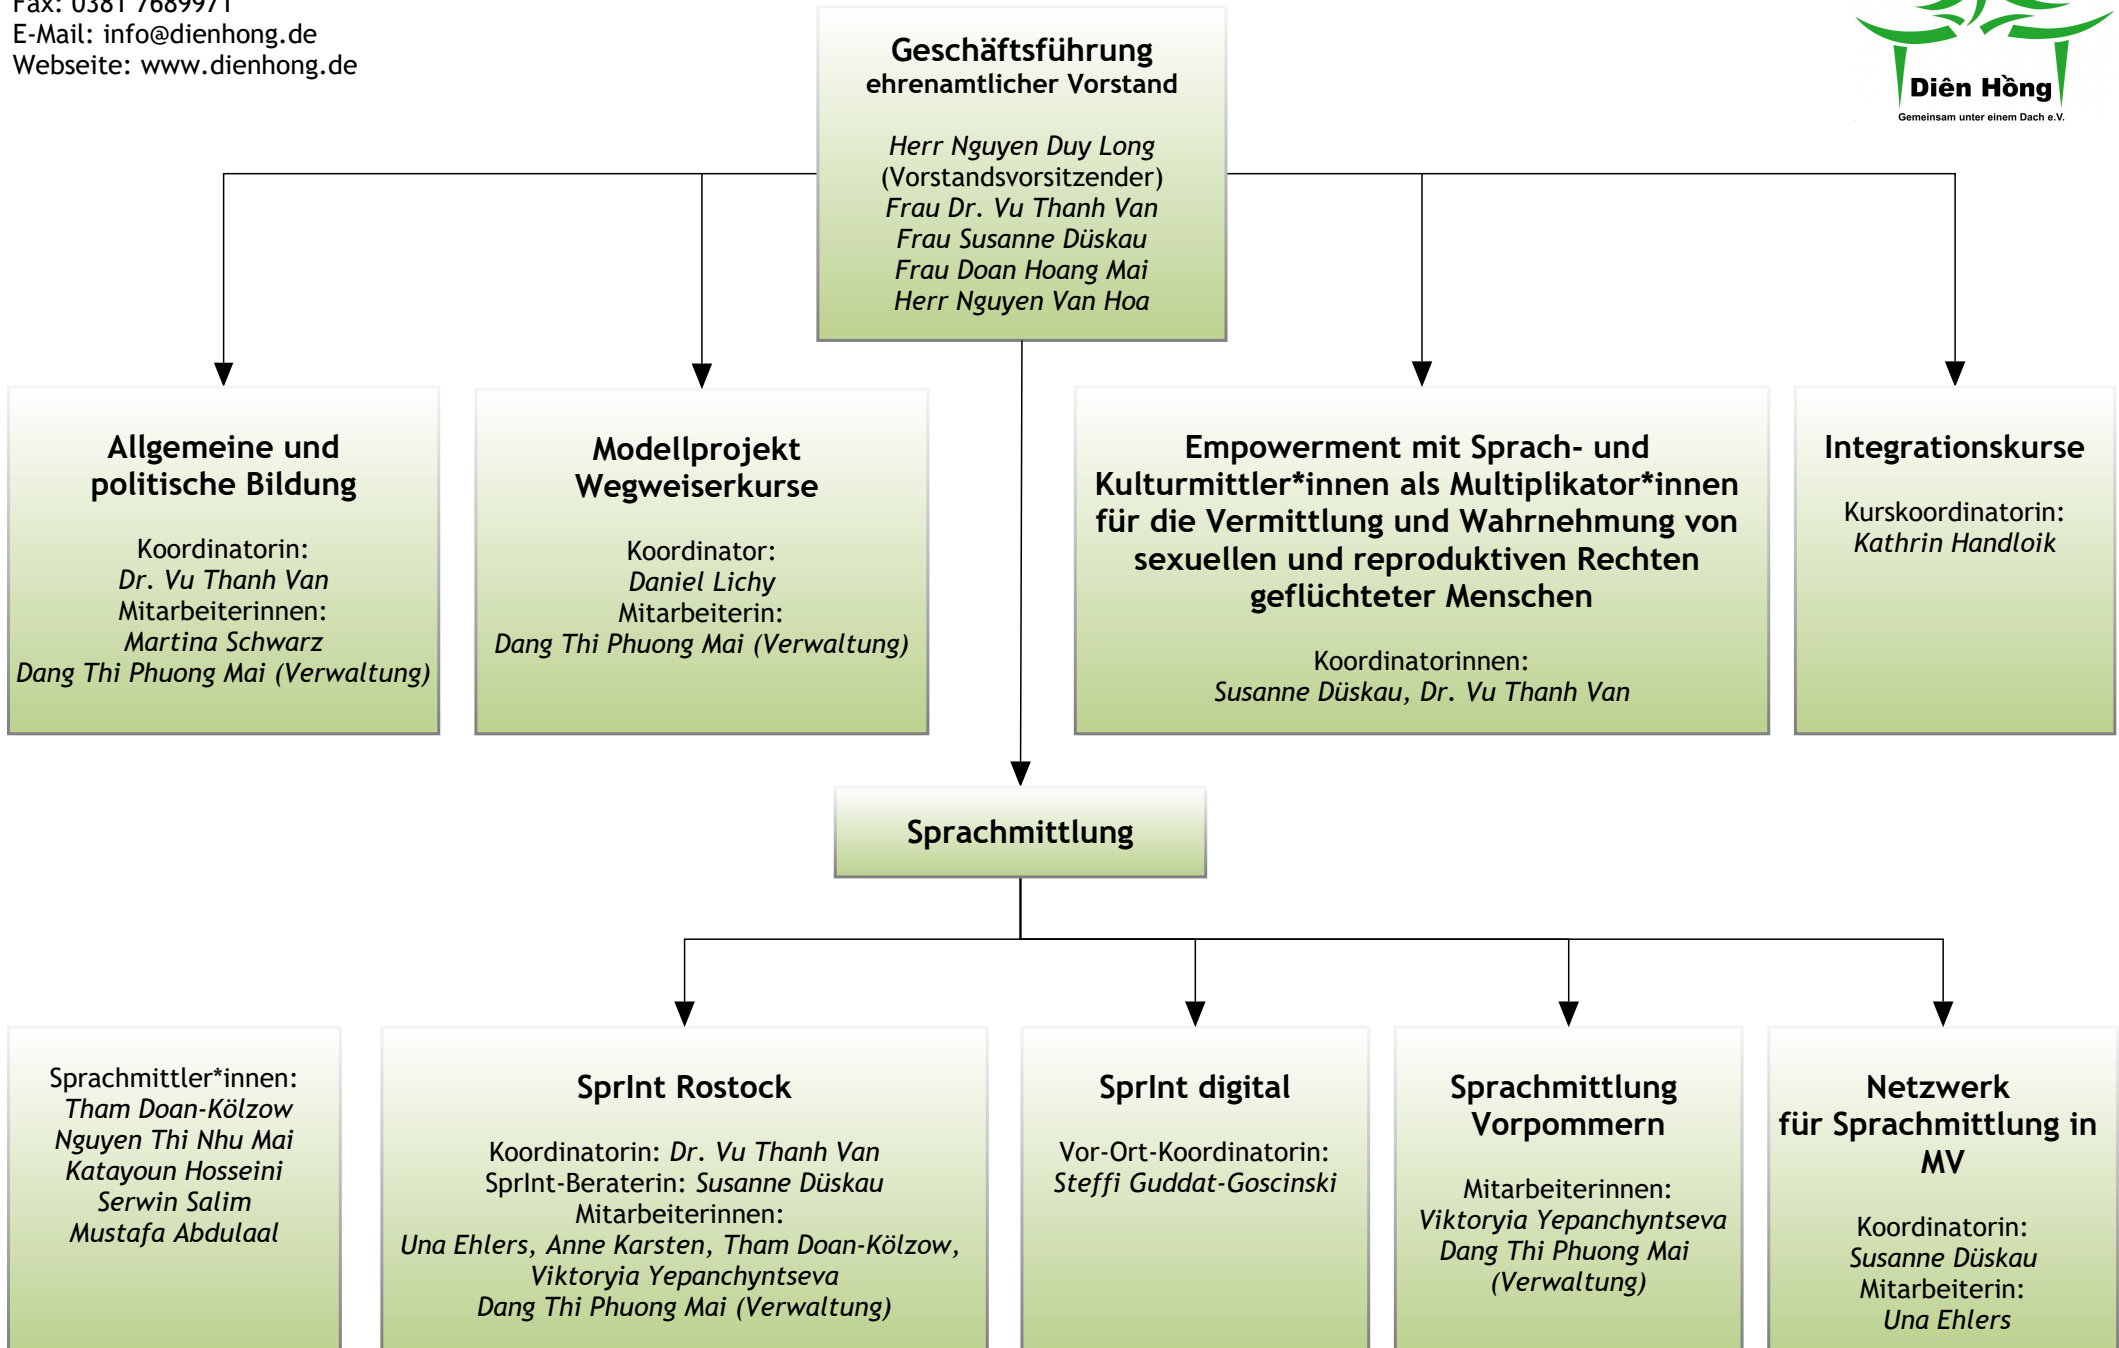 Fax: 0381 7689971
E-Mail: info@dienhong.de
Webseite: www.dienhong.de
Geschäftsführung
ehrenamtlicher Vorstand
Herr Nguyen Duy Long
(Vorstandsvorsitzender)
Frau Dr. Vu Thanh Van
Frau Susanne Düskau
Frau Doan Hoang Mai
Herr Nguyen Van Hoa
Diên Hồng
Gemeinsam unter einem Dach e.V.
Allgemeine und
politische Bildung
Koordinatorin:
Dr. Vu Thanh Van
Mitarbeiterinnen:
Martina Schwarz
Dang Thi Phuong Mai (Verwaltung)
Modellprojekt
Wegweiserkurse
Koordinator:
Daniel Lichy
Mitarbeiterin:
Dang Thi Phuong Mai (Verwaltung)
Empowerment mit Sprach- und
Kulturmittler*innen als Multiplikator*innen
für die Vermittlung und Wahrnehmung von
sexuellen und reproduktiven Rechten
geflüchteter Menschen
Koordinatorinnen:
Susanne Düskau, Dr. Vu Thanh Van
Integrationskurse
Kurskoordinatorin:
Kathrin Handloik
Sprachmittlung
Sprachmittler*innen:
Tham Doan-Kölzow
Nguyen Thi Nhu Mai
Katayoun Hosseini
Serwin Salim
Mustafa Abdulaal
SprInt Rostock
Koordinatorin: Dr. Vu Thanh Van
SprInt-Beraterin: Susanne Düskau
Mitarbeiterinnen:
Una Ehlers, Anne Karsten, Tham Doan-Kölzow,
Viktoryia Yepanchyntseva
Dang Thi Phuong Mai (Verwaltung)
SprInt digital
Vor-Ort-Koordinatorin:
Steffi Guddat-Goscinski
Sprachmittlung
Vorpommern
Mitarbeiterinnen:
Viktoryia Yepanchyntseva
Dang Thi Phuong Mai
(Verwaltung)
Netzwerk
für Sprachmittlung in
MV
Koordinatorin:
Susanne Düskau
Mitarbeiterin:
Una Ehlers